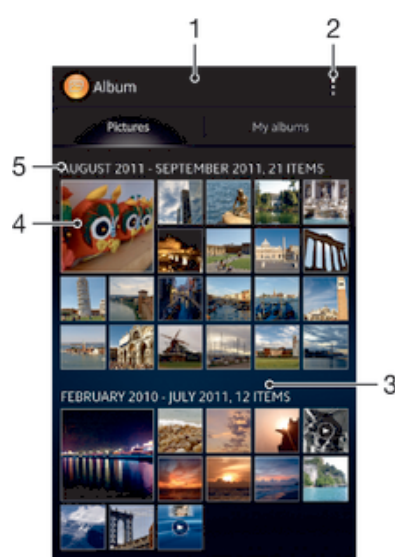 1
2
Album
Pictures
My albums
5
AUGUST 2011 - SEPTEMBER 2011, 21 ITEMS
4
3
FEBRUARY 2010 - JULY 2011, 12 ITEMS